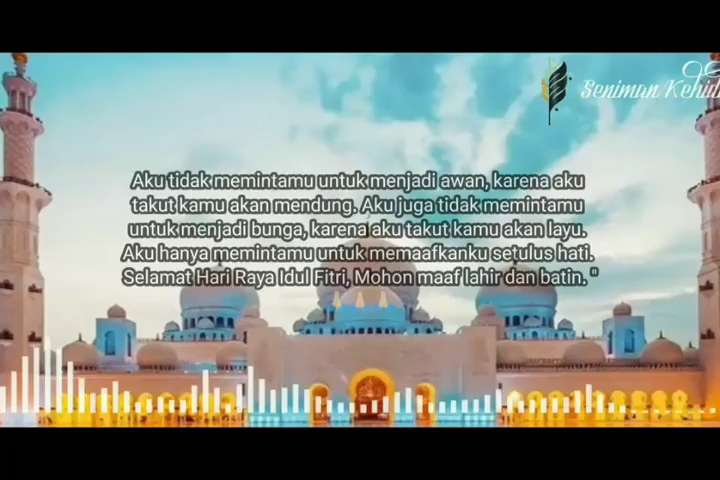 Seniman
Aku tidak memintamu untuk menjadi awan, karena aku
takut kamu akan mendung. Aku juga tidak memintamu
untuk menjadi bunga, karena aku takut kamu akan layu.
Aku hanya memintamu untuk memaafkanku setulus hati.
Selamat Hari Raya Idul Fitri, Mohon maaf lahir dan batin. "
🙏🙏🙏